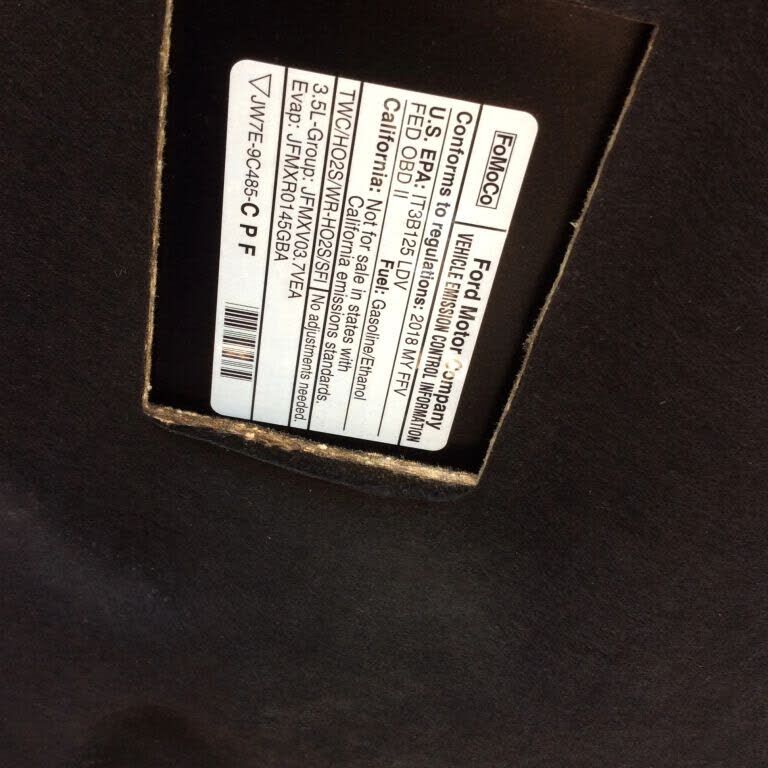 FoMoCo
Ford Motor Company
VEHICLE EMISSION CONTROL INFORMATION
Conforms to regulations: 2018 MY FFV
U.S. EPA: IT3B125 LDV
FED OBD II
Fuel: Gasoline/Ethanol
California: Not for sale in states with
California emissions standards.
TWC/HO2S/WR-HO2S/SFI No adjustments needed.
3.5L-Group: JFMXV03.7VEA
Evap: JFMXR0145GBA
JW7E-9C485-C P F